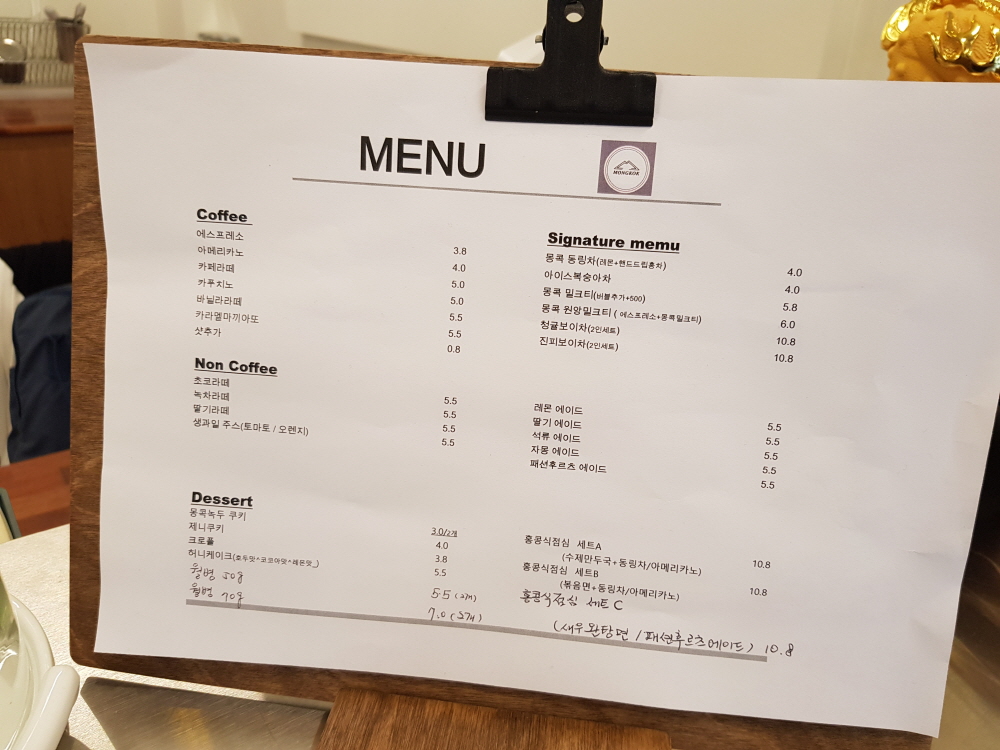 MENU
MONGKOK
Coffee
에스프레소 3.8
아메리카노 4.0
카페라떼 5.0
카푸치노 5.0
바닐라라떼 5.5
카라멜마끼아또 5.5
샷추가 0.8
Non Coffee
초코라떼 5.5
녹차라떼 5.5
딸기라떼 5.5
생과일 주스(토마토 / 오렌지) 5.5
Dessert
몽콕녹두 쿠키 3.0/2개
제니쿠키 4.0
크로플 3.8
허니케이크(호두맛^코코아맛^레몬맛_) 5.5
월병 50g 5.5 (2개)
월병 70g 7.0 (2개)
Signature memu
몽콕 동링차(레몬+핸드드립홍차) 4.0
아이스복숭아차 4.0
몽콕 밀크티(버블추가+500) 5.8
몽콕 원앙밀크티 ( 에스프레소+몽콕밀크티) 6.0
청귤보이차(2인세트) 10.8
진피보이차(2인세트) 10.8
레몬 에이드 5.5
딸기 에이드 5.5
석류 에이드 5.5
자몽 에이드 5.5
패션후르츠 에이드 5.5
홍콩식점심 세트A
(수제만두국+동링차/아메리카노) 10.8
홍콩식점심 세트B
(볶음면+동링차/아메리카노) 10.8
홍콩식점심 세트 C
(새우완탕면 / 패션후르츠에이드) 10.8